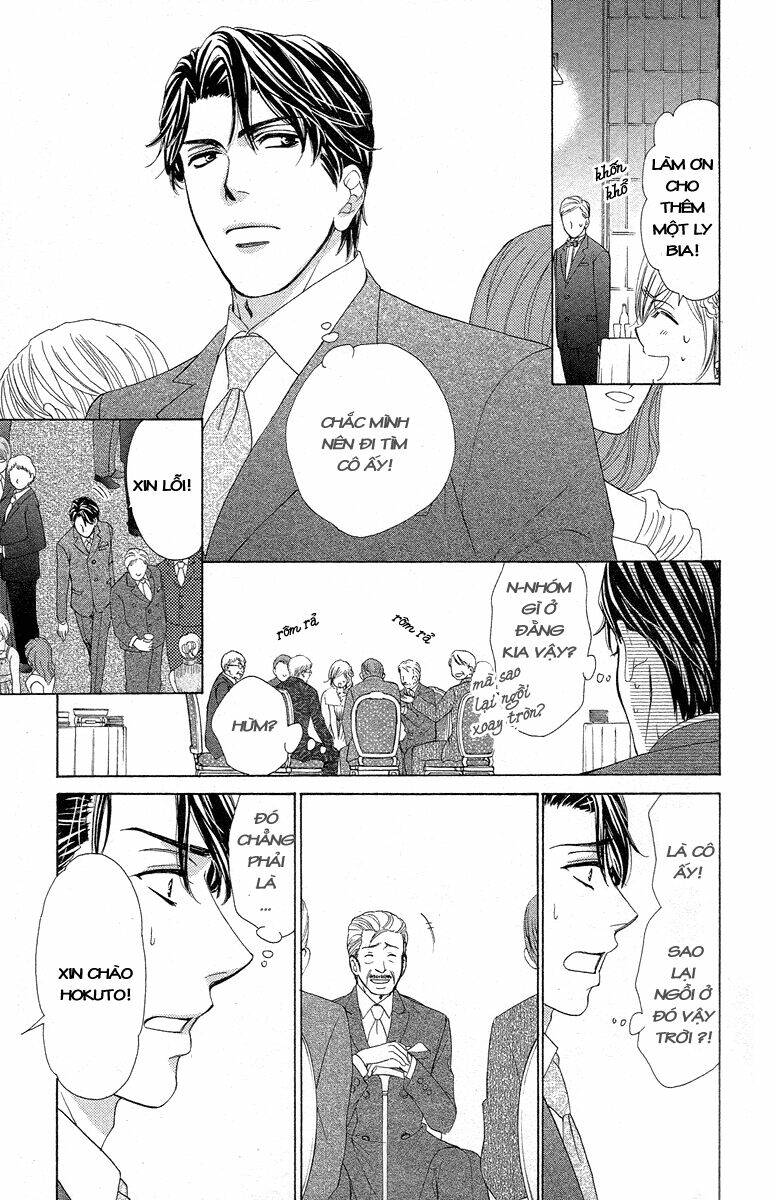 LÀM ƠN
CHO
THÊM
MỘT LY
BIA!
khốn
khổ
CHẮC MÌNH
NÊN ĐI TÌM
CÔ ẤY!
XIN LỖI!
N-NHÓM
GÌ Ở
ĐẰNG
KIA VẬY?
mà sao
lại ngồi
xoay tròn?
rôm rả
rôm rả
HỪM?
LÀ CÔ
ẤY!
SAO LẠI
NGỒI Ở
ĐÓ VẬY
TRỜI ?!
ĐÓ
CHẲNG
PHẢI
LÀ
...
XIN CHÀO
HOKUTO!